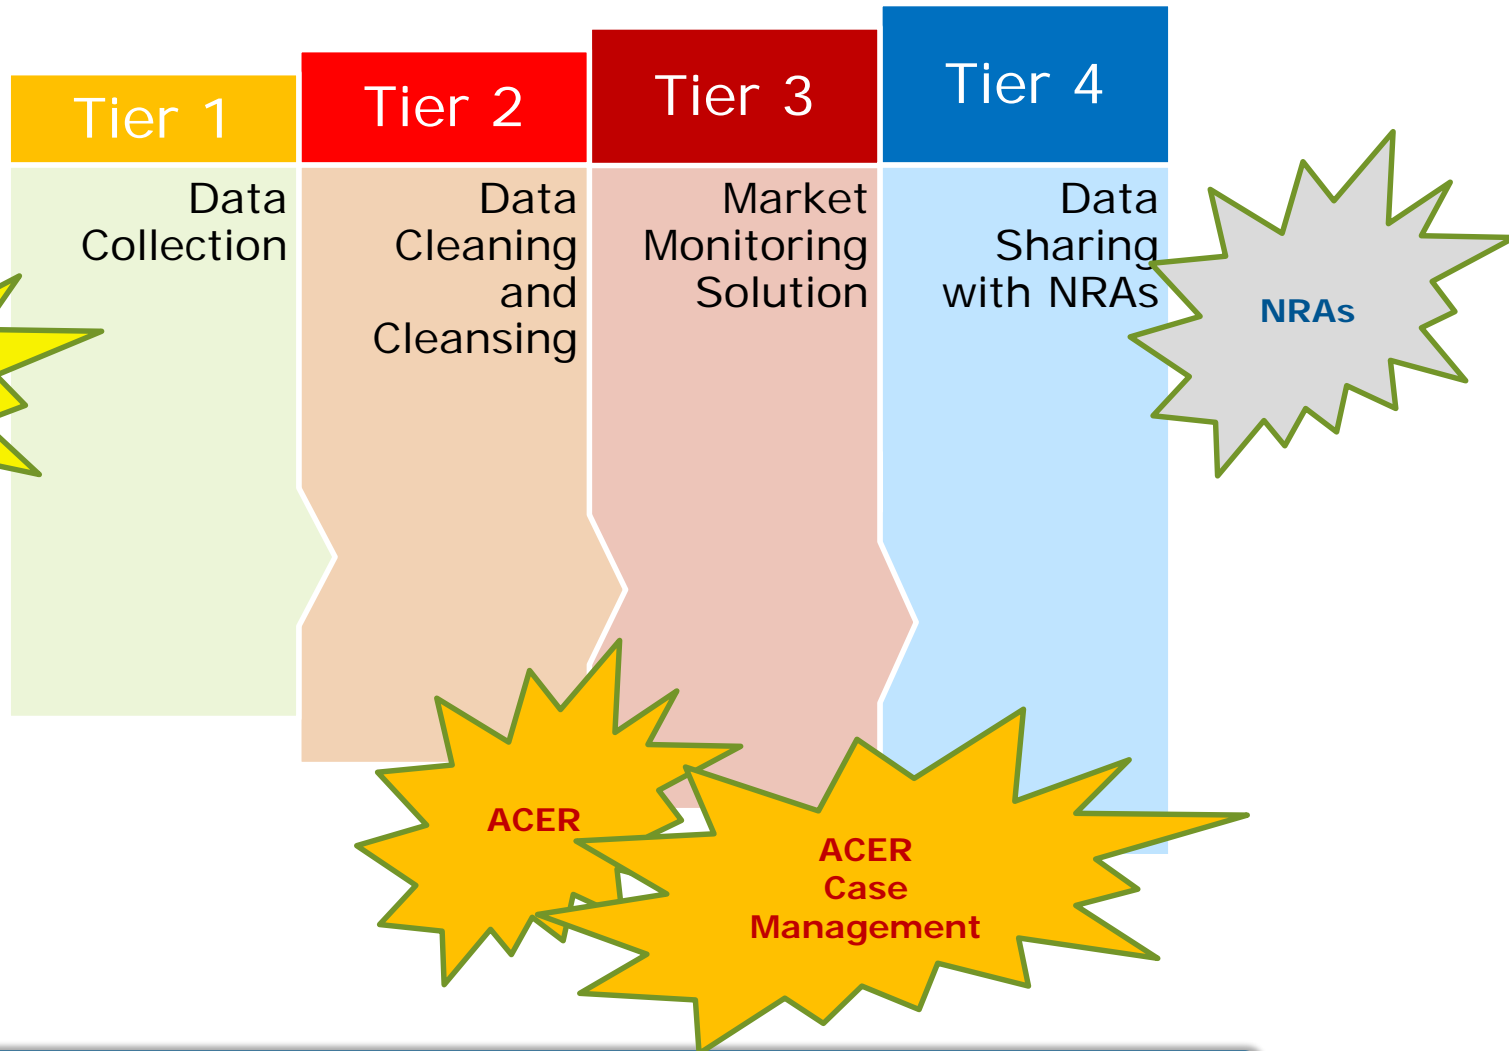 Tier 1
Data
Collection
Tier 2
Data
Cleaning
and
Cleansing
Tier 3
Market
Monitoring
Solution
Tier 4
Data
Sharing
with NRAs
NRAs
ACER
ACER
Case
Management